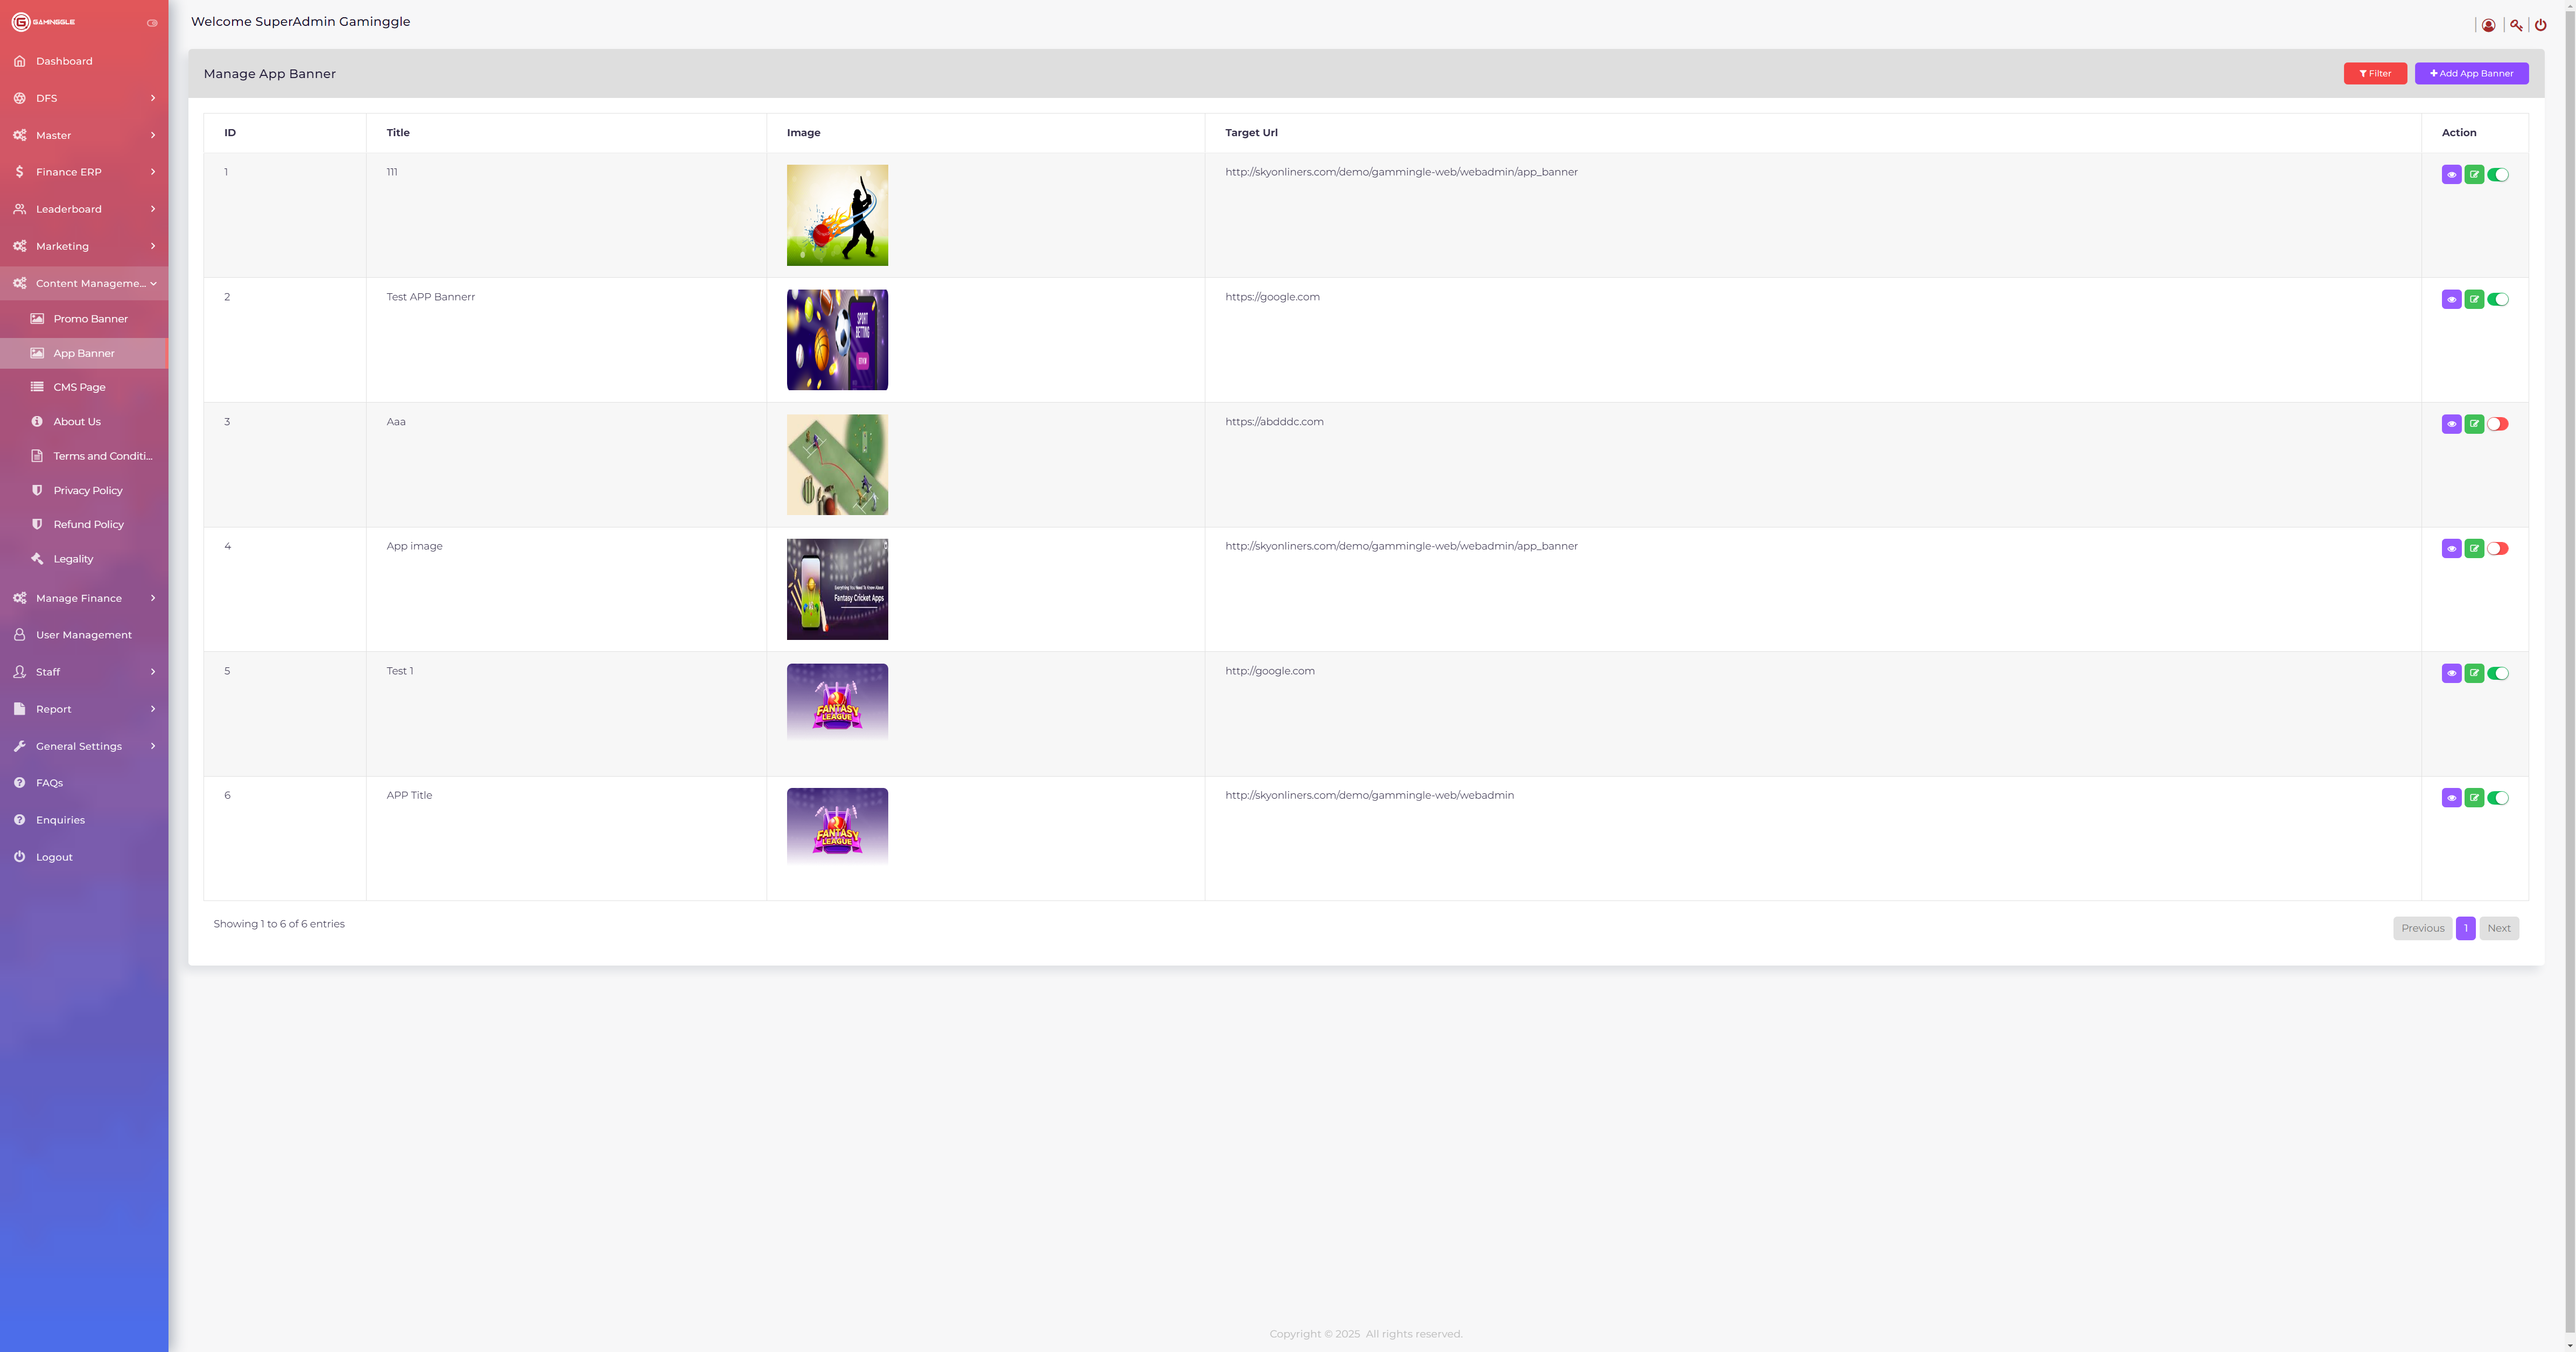 GAMINGGLE
Welcome SuperAdmin Gaminggle
Dashboard
DFS
Master
Finance ERP
Leaderboard
Marketing
Content Manageme...
Promo Banner
App Banner
CMS Page
About Us
Terms and Conditi...
Privacy Policy
Refund Policy
Legality
Manage Finance
User Management
Staff
Report
General Settings
FAQs
Enquiries
Logout
Manage App Banner
Filter
Add App Banner
ID Title Image Target Url Action
1 111 http://skyonliners.com/demo/gammingle-web/webadmin/app_banner
2 Test APP Bannerr https://google.com
SPORT
BETTING
3 Aaa https://abdddc.com
4 App image http://skyonliners.com/demo/gammingle-web/webadmin/app_banner
Everything You Need To Know About
Fantasy Cricket Apps
5 Test 1 http://google.com
FANTASY
LEAGUE
6 APP Title http://skyonliners.com/demo/gammingle-web/webadmin
FANTASY
LEAGUE
Showing 1 to 6 of 6 entries
Previous 1 Next
Copyright © 2025 All rights reserved.